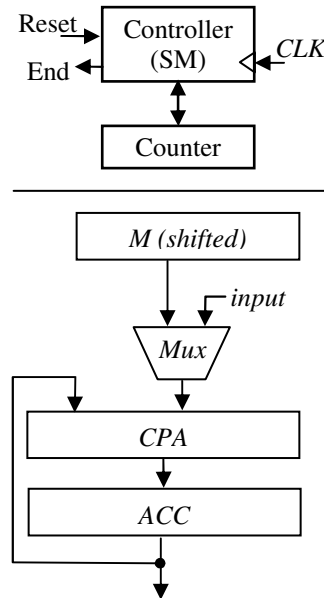 Reset
End
Controller
(SM)
CLK
Counter
M (shifted)
input
Mux
CPA
ACC